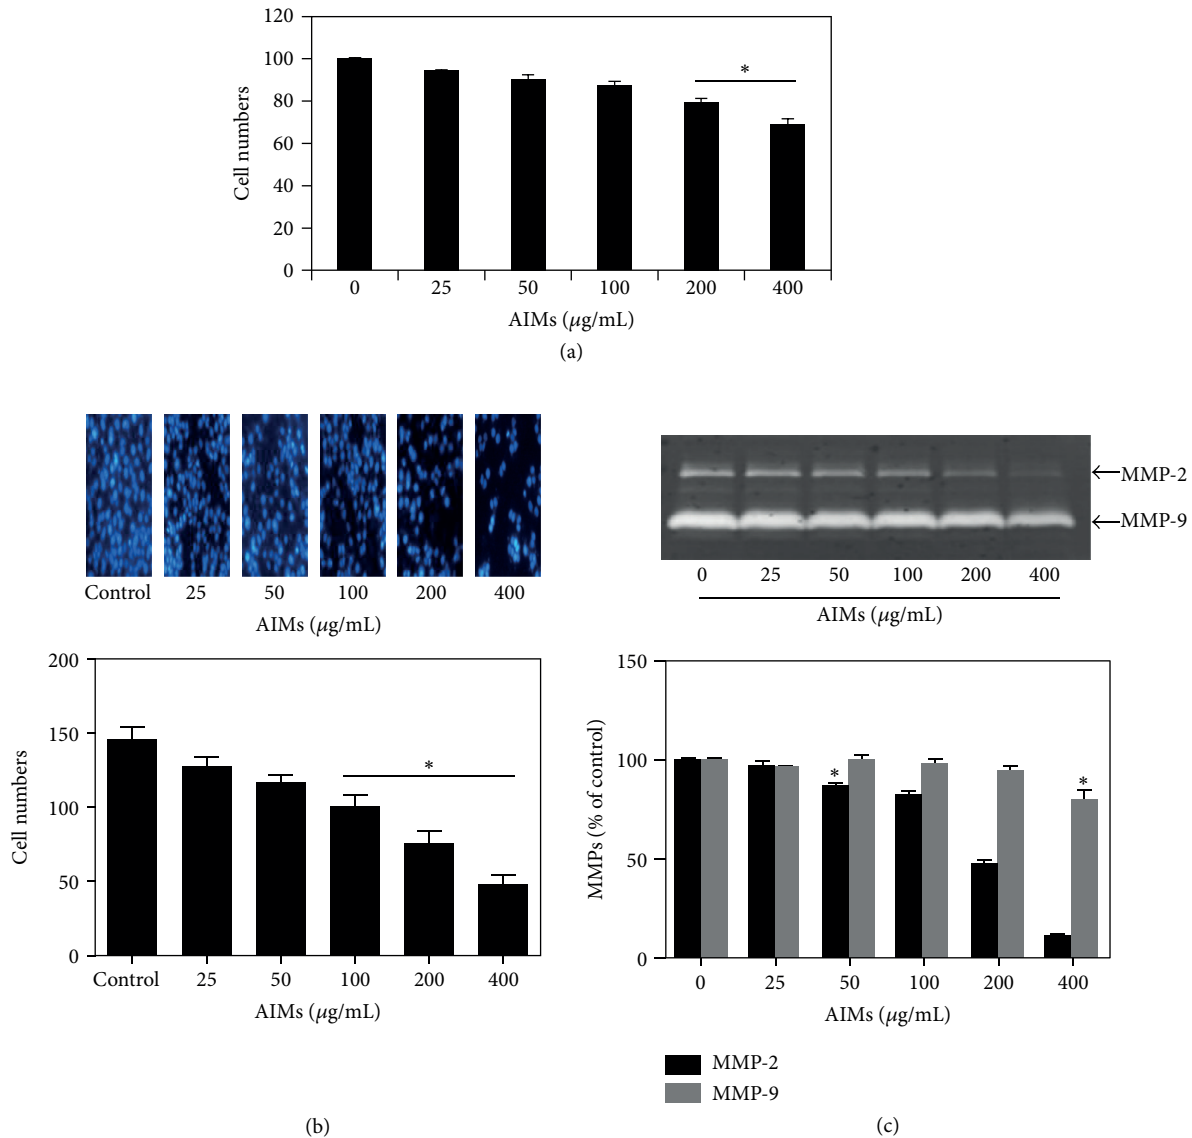 120
100
80
60
40
20
0
Cell numbers
*
0 25 50 100 200 400
AIMs (μg/mL)
(a)
Control 25 50 100 200 400
AIMs (μg/mL)
200
150
100
50
0
Cell numbers
*
Control 25 50 100 200 400
AIMs (μg/mL)
(b)
MMP-2
MMP-9
0 25 50 100 200 400
AIMs (μg/mL)
150
100
50
0
MMPs (% of control)
* *
0 25 50 100 200 400
AIMs (μg/mL)
MMP-2
MMP-9
(c)